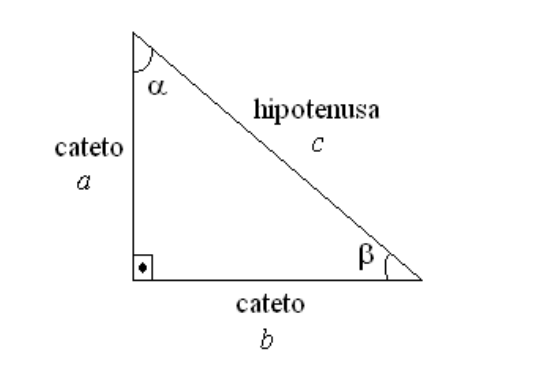 α
hipotenusa
c
cateto
a
β
cateto
b